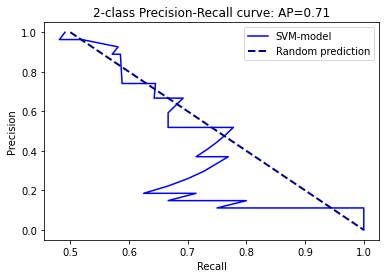 2-class Precision-Recall curve: AP=0.71
SVM-model
Random prediction
Precision
1.0
0.8
0.6
0.4
0.2
0.0
0.5 0.6 0.7 0.8 0.9 1.0
Recall